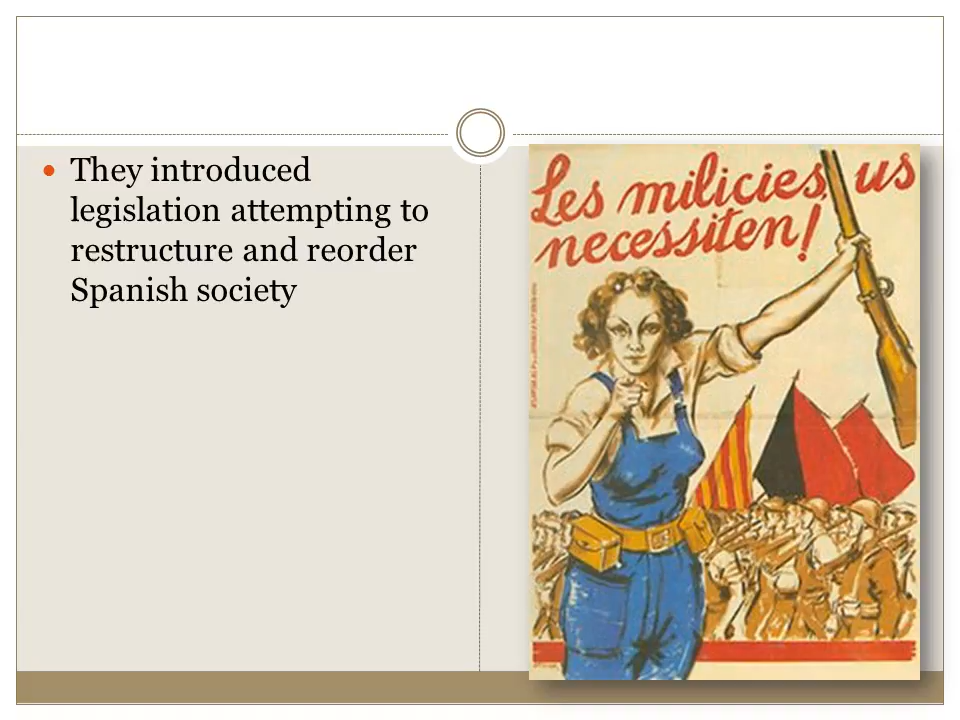 They introduced
legislation attempting to
restructure and reorder
Spanish society
Les milicies, us
necessiten!